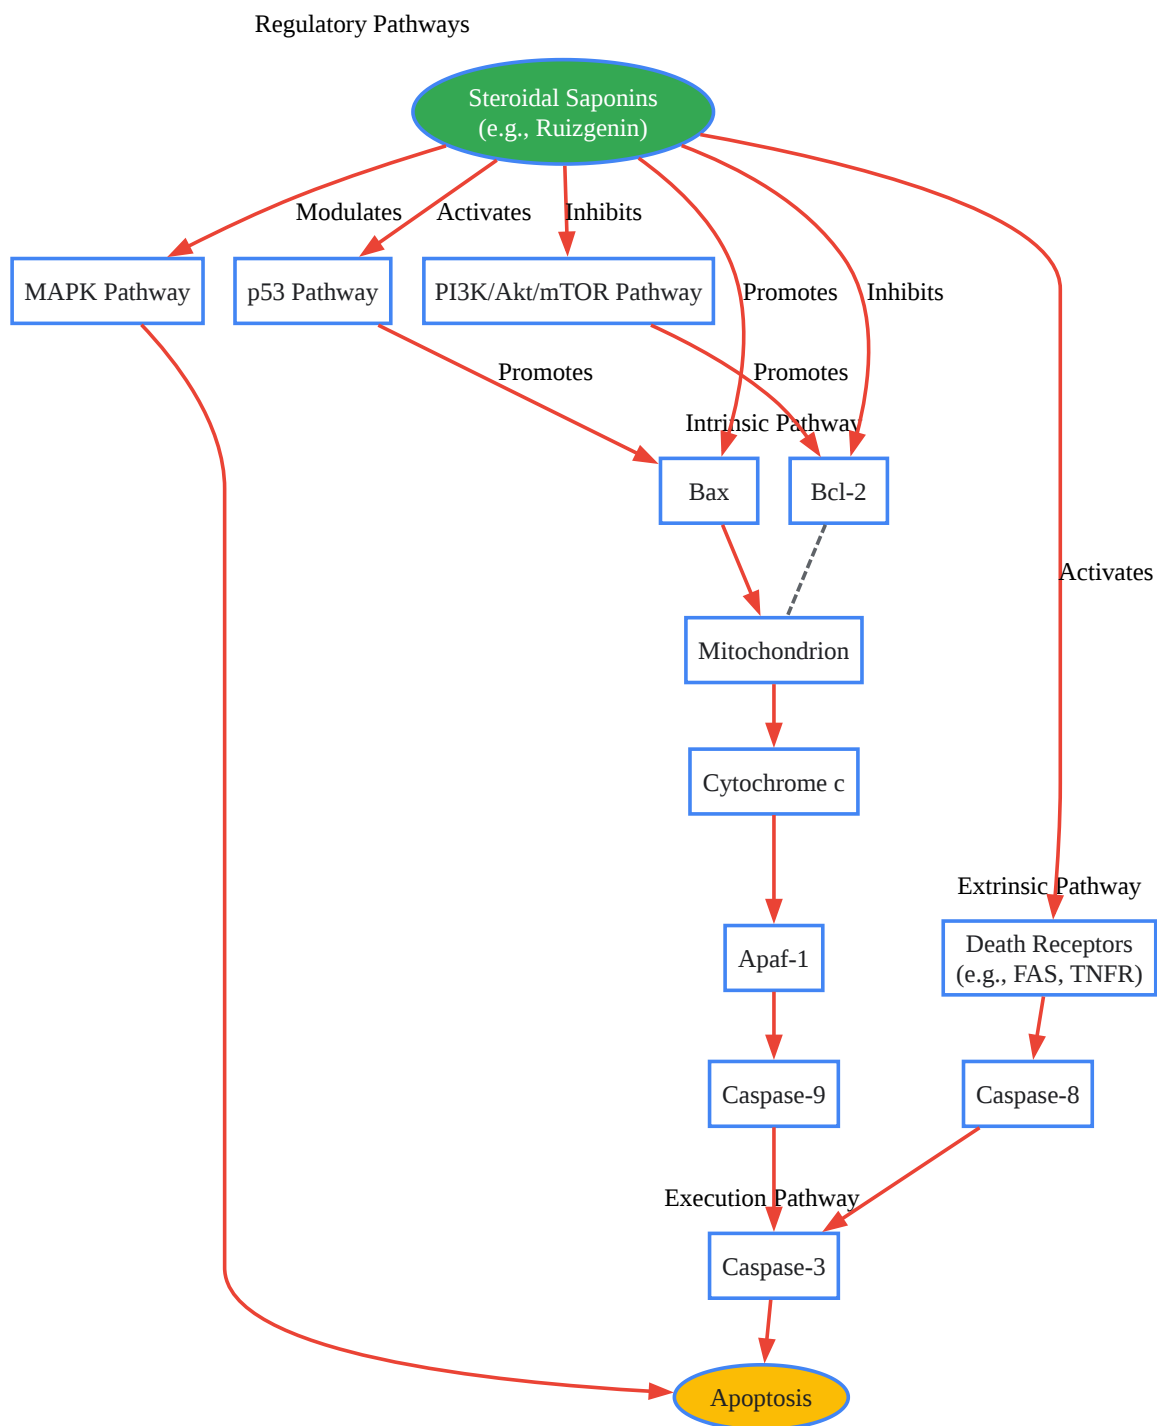 Regulatory Pathways
Steroidal Saponins
(e.g., Ruizgenin)
Modulates
Activates
Inhibits
MAPK Pathway
p53 Pathway
PI3K/Akt/mTOR Pathway
Promotes
Inhibits
Promotes
Promotes
Intrinsic Pathway
Bax
Bcl-2
Activates
Mitochondrion
Cytochrome c
Extrinsic Pathway
Death Receptors
(e.g., FAS, TNFR)
Apaf-1
Caspase-9
Caspase-8
Execution Pathway
Caspase-3
Apoptosis